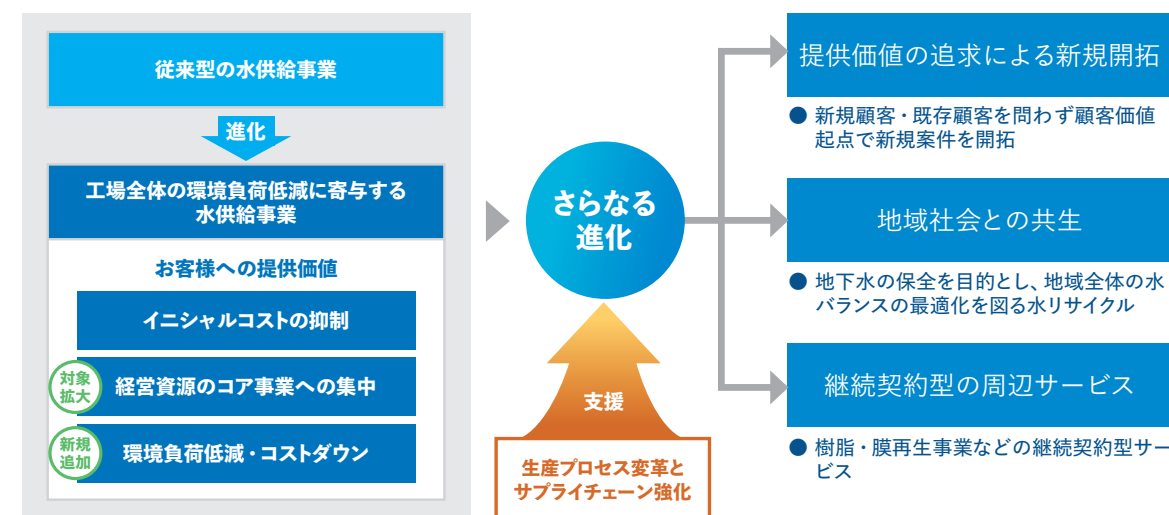 従来型の水供給事業
進化
工場全体の環境負荷低減に寄与する
水供給事業
お客様への提供価値
イニシャルコストの抑制
対象
拡大
経営資源のコア事業への集中
新規
追加
環境負荷低減・コストダウン
さらなる
進化
支援
生産プロセス変革と
サプライチェーン強化
提供価値の追求による新規開拓
● 新規顧客・既存顧客を問わず顧客価値
起点で新規案件を開拓
地域社会との共生
● 地下水の保全を目的とし、地域全体の水
バランスの最適化を図る水リサイクル
継続契約型の周辺サービス
● 樹脂・膜再生事業などの継続契約型サー
ビス